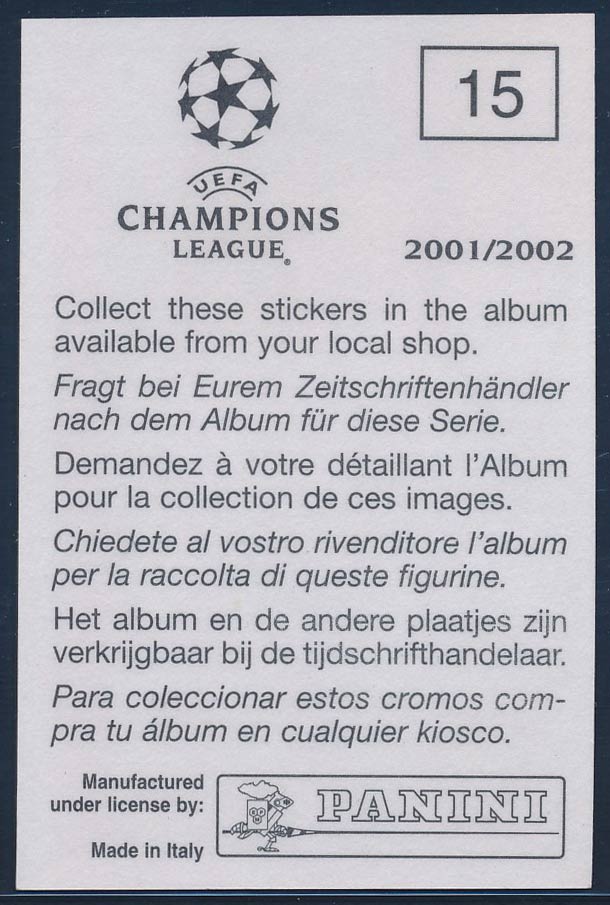 15
UEFA
CHAMPIONS
LEAGUE®
2001/2002
Collect these stickers in the album
available from your local shop.
Fragt bei Eurem Zeitschriftenhändler
nach dem Album für diese Serie.
Demandez à votre détaillant l'Album
pour la collection de ces images.
Chiedete al vostro rivenditore l'album
per la raccolta di queste figurine.
Het album en de andere plaatjes zijn
verkrijgbaar bij de tijdschrifthandelaar.
Para coleccionar estos cromos com-
pra tu álbum en cualquier kiosco.
Manufactured
under license by:
Made in Italy
PANINI